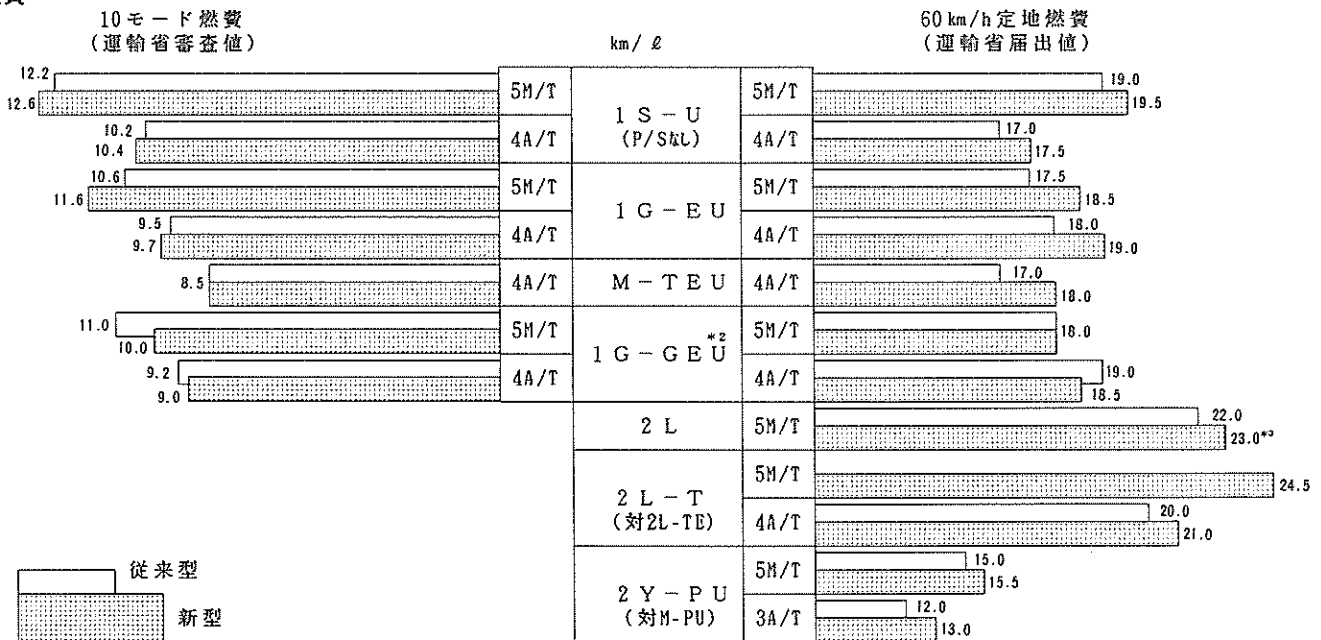 10モード燃費
(運輸省審査値)
km/ℓ
60km/h定地燃費
(運輸省届出値)
12.2
12.6
5M/T
1S-U
(P/Sなし)
5M/T
19.0
19.5
10.2
10.4
4A/T
4A/T
17.0
17.5
10.6
11.6
5M/T
1G-EU
5M/T
17.5
18.5
9.5
9.7
4A/T
4A/T
18.0
19.0
8.5
4A/T
M-TEU
4A/T
17.0
18.0
11.0
10.0
5M/T
1G-GEU*2
5M/T
18.0
9.2
9.0
4A/T
4A/T
19.0
18.5
2L
5M/T
22.0
23.0*3
2L-T
(対2L-TE)
5M/T
24.5
4A/T
20.0
21.0
2Y-PU
(対M-PU)
5M/T
15.0
15.5
3A/T
12.0
13.0
従来型
新型